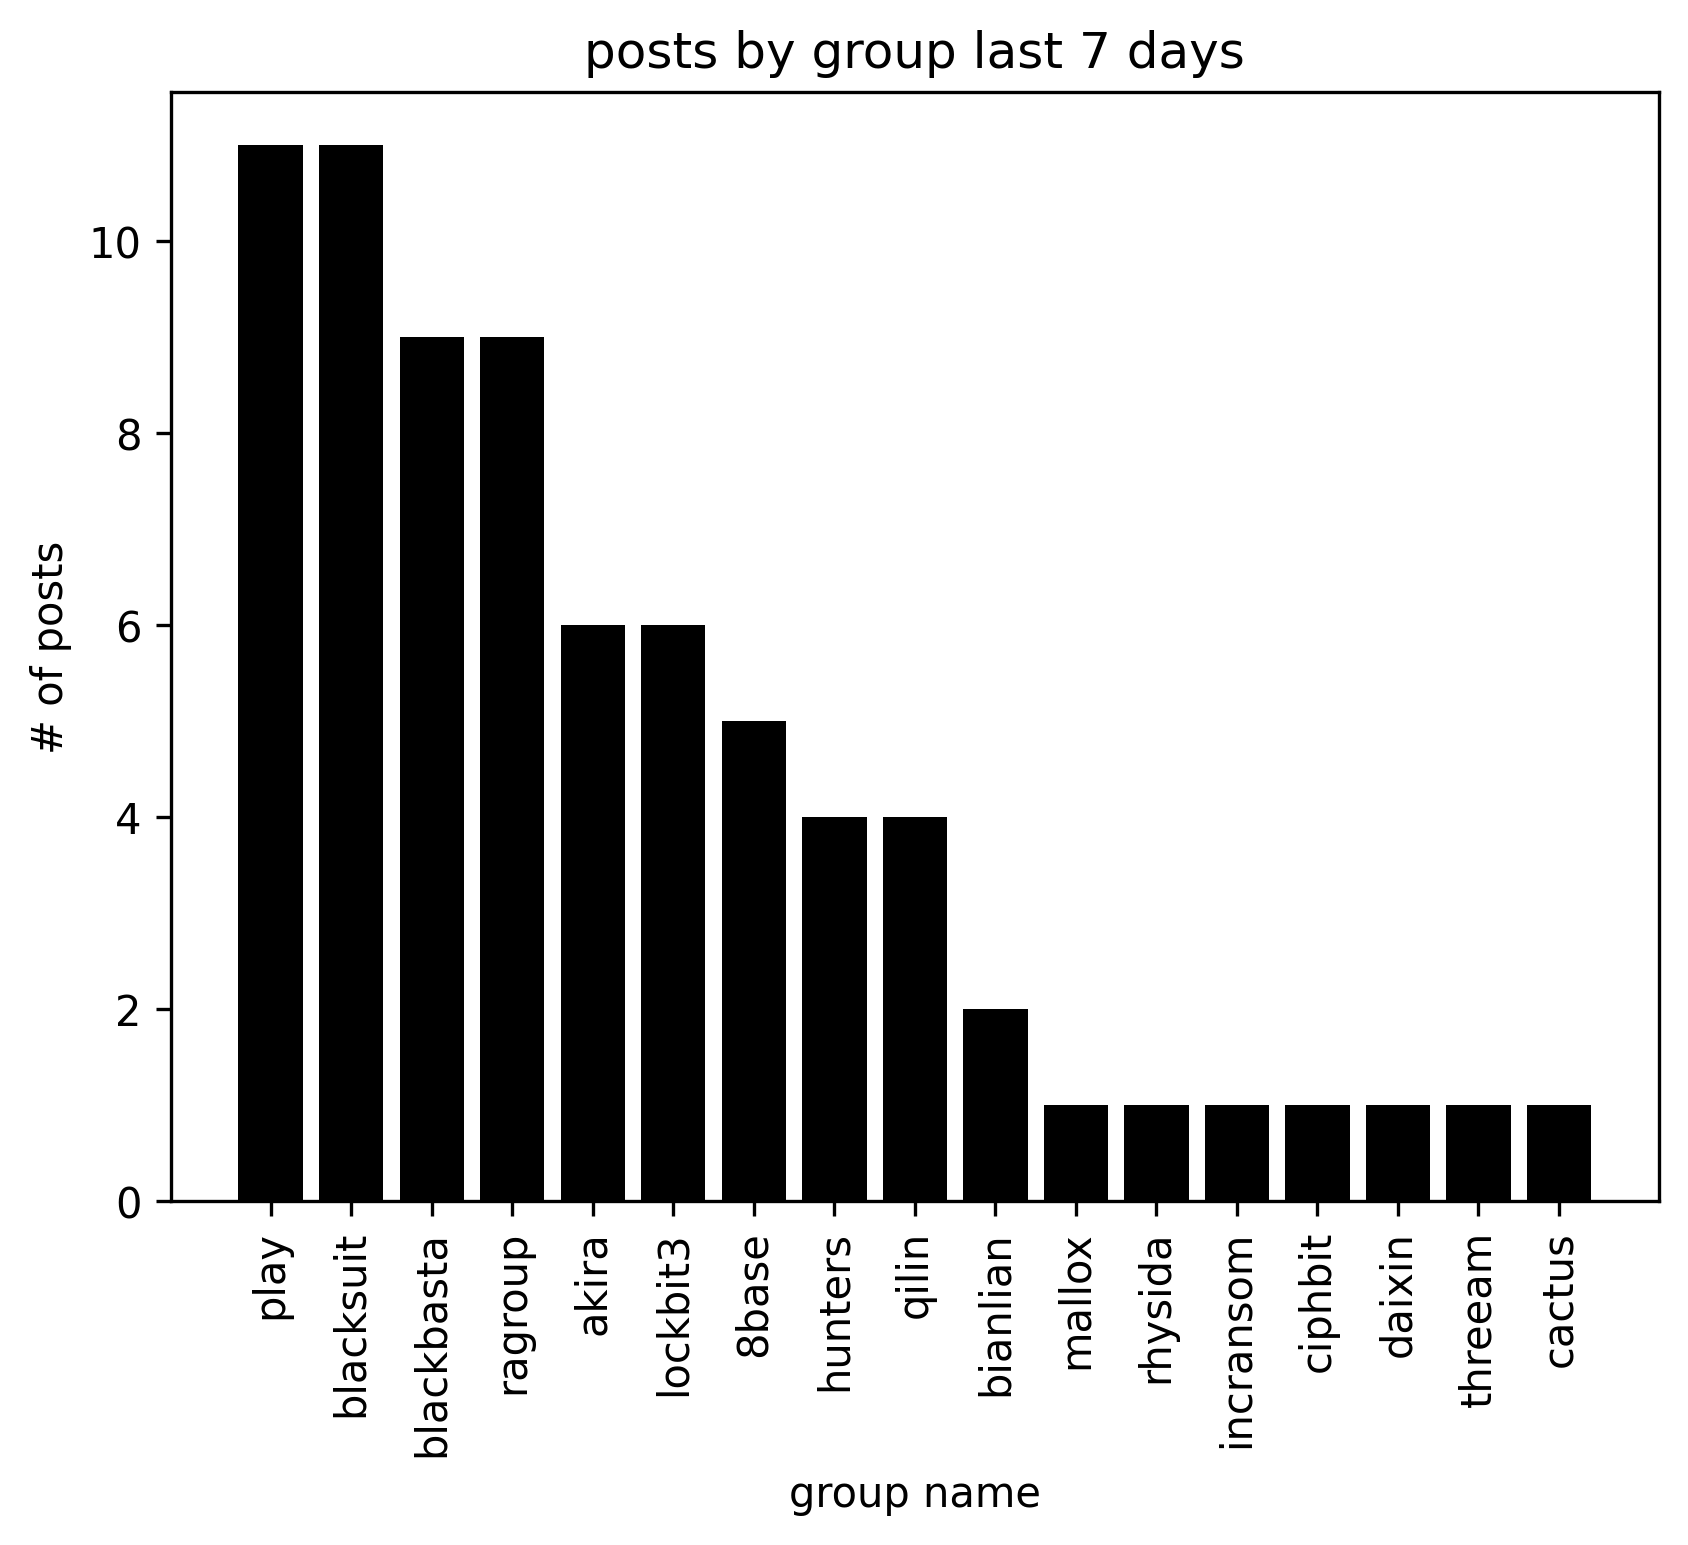 posts by group last 7 days
# of posts
10
8
6
4
2
0
play
blacksuit
blackbasta
ragroup
akira
lockbit3
8base
hunters
qilin
bianlian
mallox
rhysida
incransom
ciphbit
daixin
threeam
cactus
group name